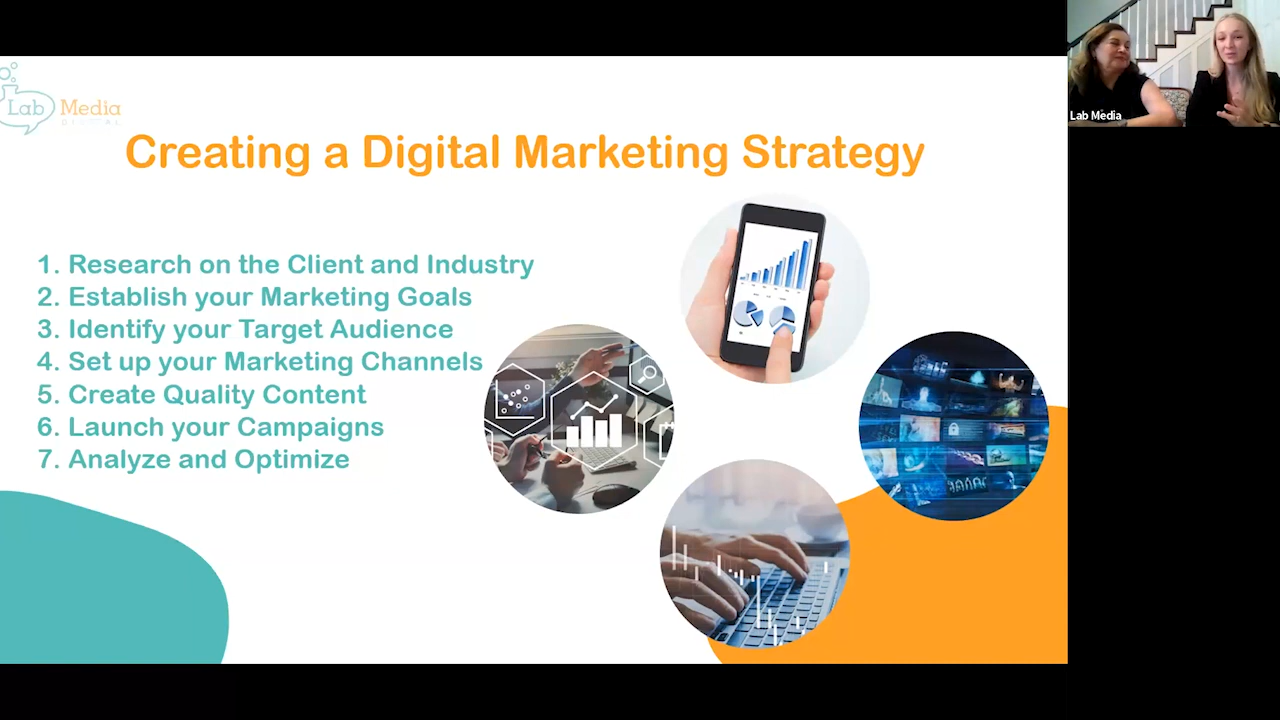 Lab Media
DIGITAL
Creating a Digital Marketing Strategy
1. Research on the Client and Industry
2. Establish your Marketing Goals
3. Identify your Target Audience
4. Set up your Marketing Channels
5. Create Quality Content
6. Launch your Campaigns
7. Analyze and Optimize
Lab Media